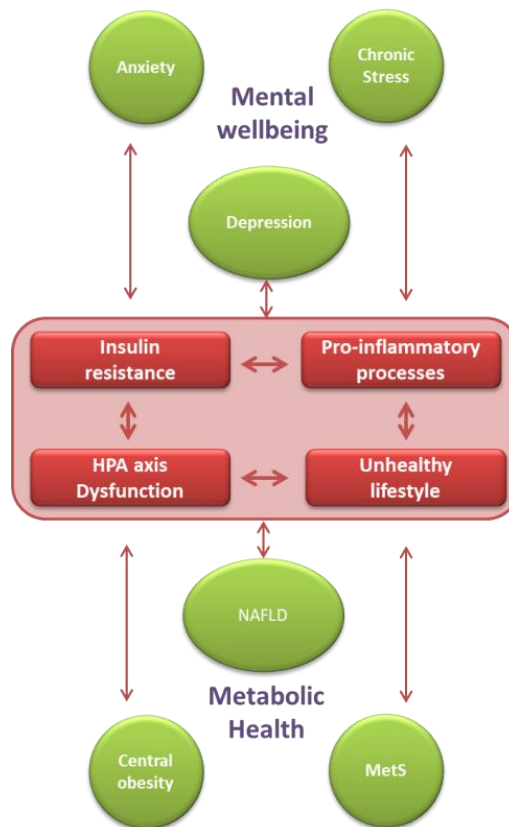 Anxiety
Chronic
Stress
Mental
wellbeing
Depression
Insulin
resistance
Pro-inflammatory
processes
HPA axis
Dysfunction
Unhealthy
lifestyle
NAFLD
Metabolic
Health
Central
obesity
MetS